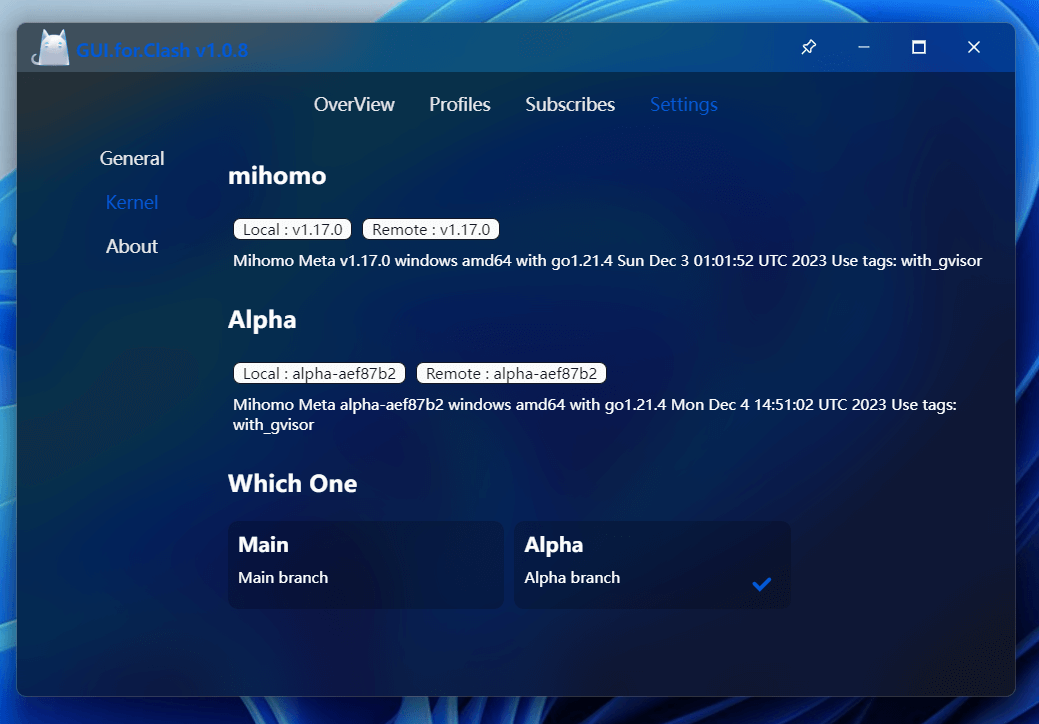 GUI.for.Clash v1.0.8
OverView Profiles Subscribes Settings
General
Kernel
About
mihomo
Local : v1.17.0 Remote : v1.17.0
Mihomo Meta v1.17.0 windows amd64 with go1.21.4 Sun Dec 3 01:01:52 UTC 2023 Use tags: with_gvisor
Alpha
Local : alpha-aef87b2 Remote : alpha-aef87b2
Mihomo Meta alpha-aef87b2 windows amd64 with go1.21.4 Mon Dec 4 14:51:02 UTC 2023 Use tags:
with_gvisor
Which One
Main
Main branch
Alpha
Alpha branch